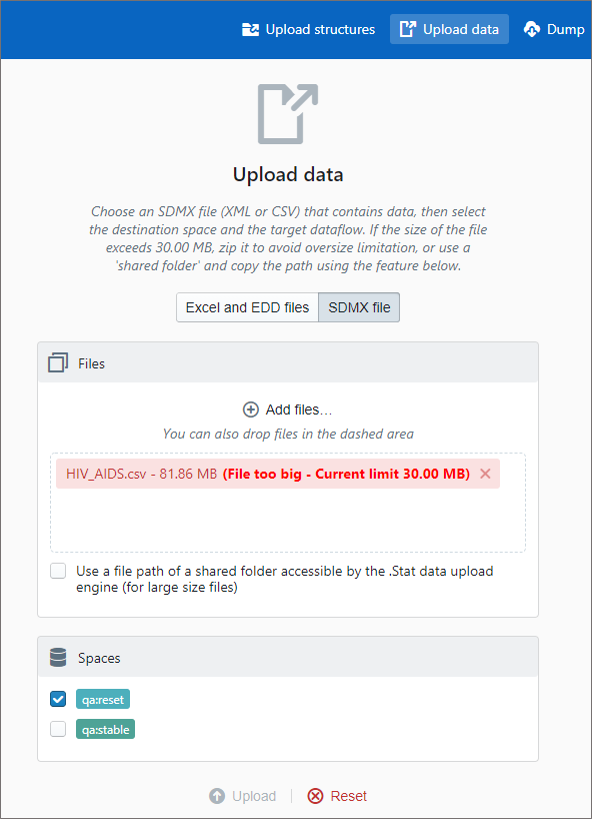 Upload structures
Upload data
Dump
Upload data
Choose an SDMX file (XML or CSV) that contains data, then select
the destination space and the target dataflow. If the size of the file
exceeds 30.00 MB, zip it to avoid oversize limitation, or use a
'shared folder' and copy the path using the feature below.
Excel and EDD files
SDMX file
Files
Add files...
You can also drop files in the dashed area
HIV_AIDS.csv - 81.86 MB (File too big - Current limit 30.00 MB)
Use a file path of a shared folder accessible by the .Stat data upload
engine (for large size files)
Spaces
qa:reset
qa:stable
Upload
Reset